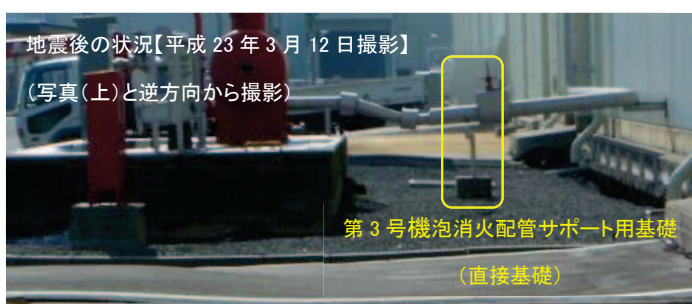 地震後の状況【平成 23 年 3 月 12 日撮影】
（写真（上）と逆方向から撮影）
第 3 号機泡消火配管サポート用基礎
（直接基礎）